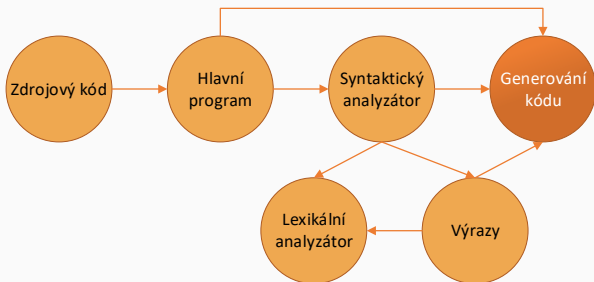 Zdrojový kód
Hlavní
program
Syntaktický
analyzátor
Generování
kódu
Lexikální
analyzátor
Výrazy